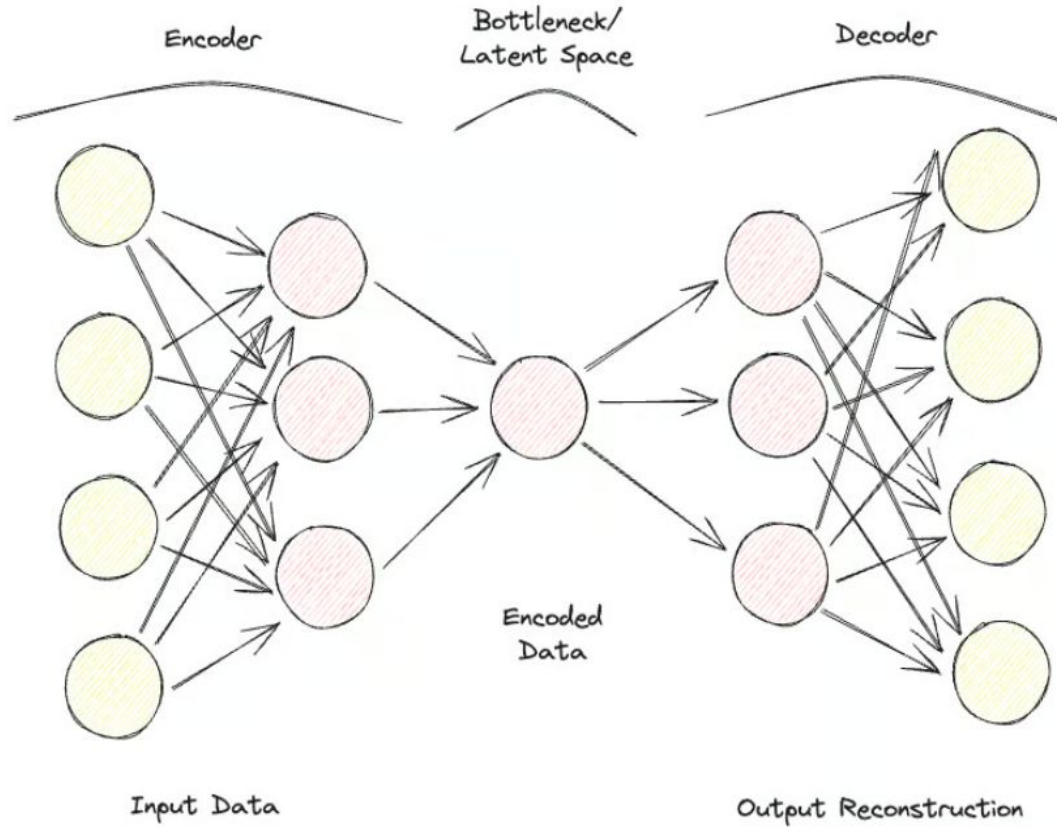 Encoder
Bottleneck/
Latent Space
Decoder
Encoded
Data
Input Data
Output Reconstruction